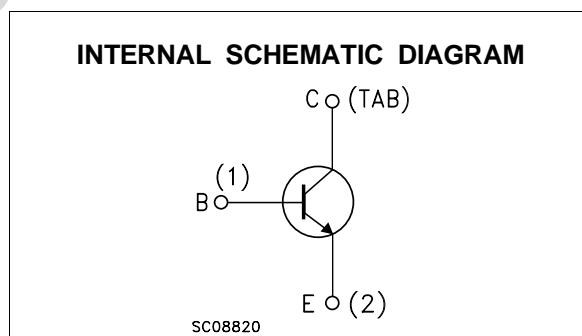 INTERNAL SCHEMATIC DIAGRAM
C (TAB)
(1)
B
E (2)
SC08820